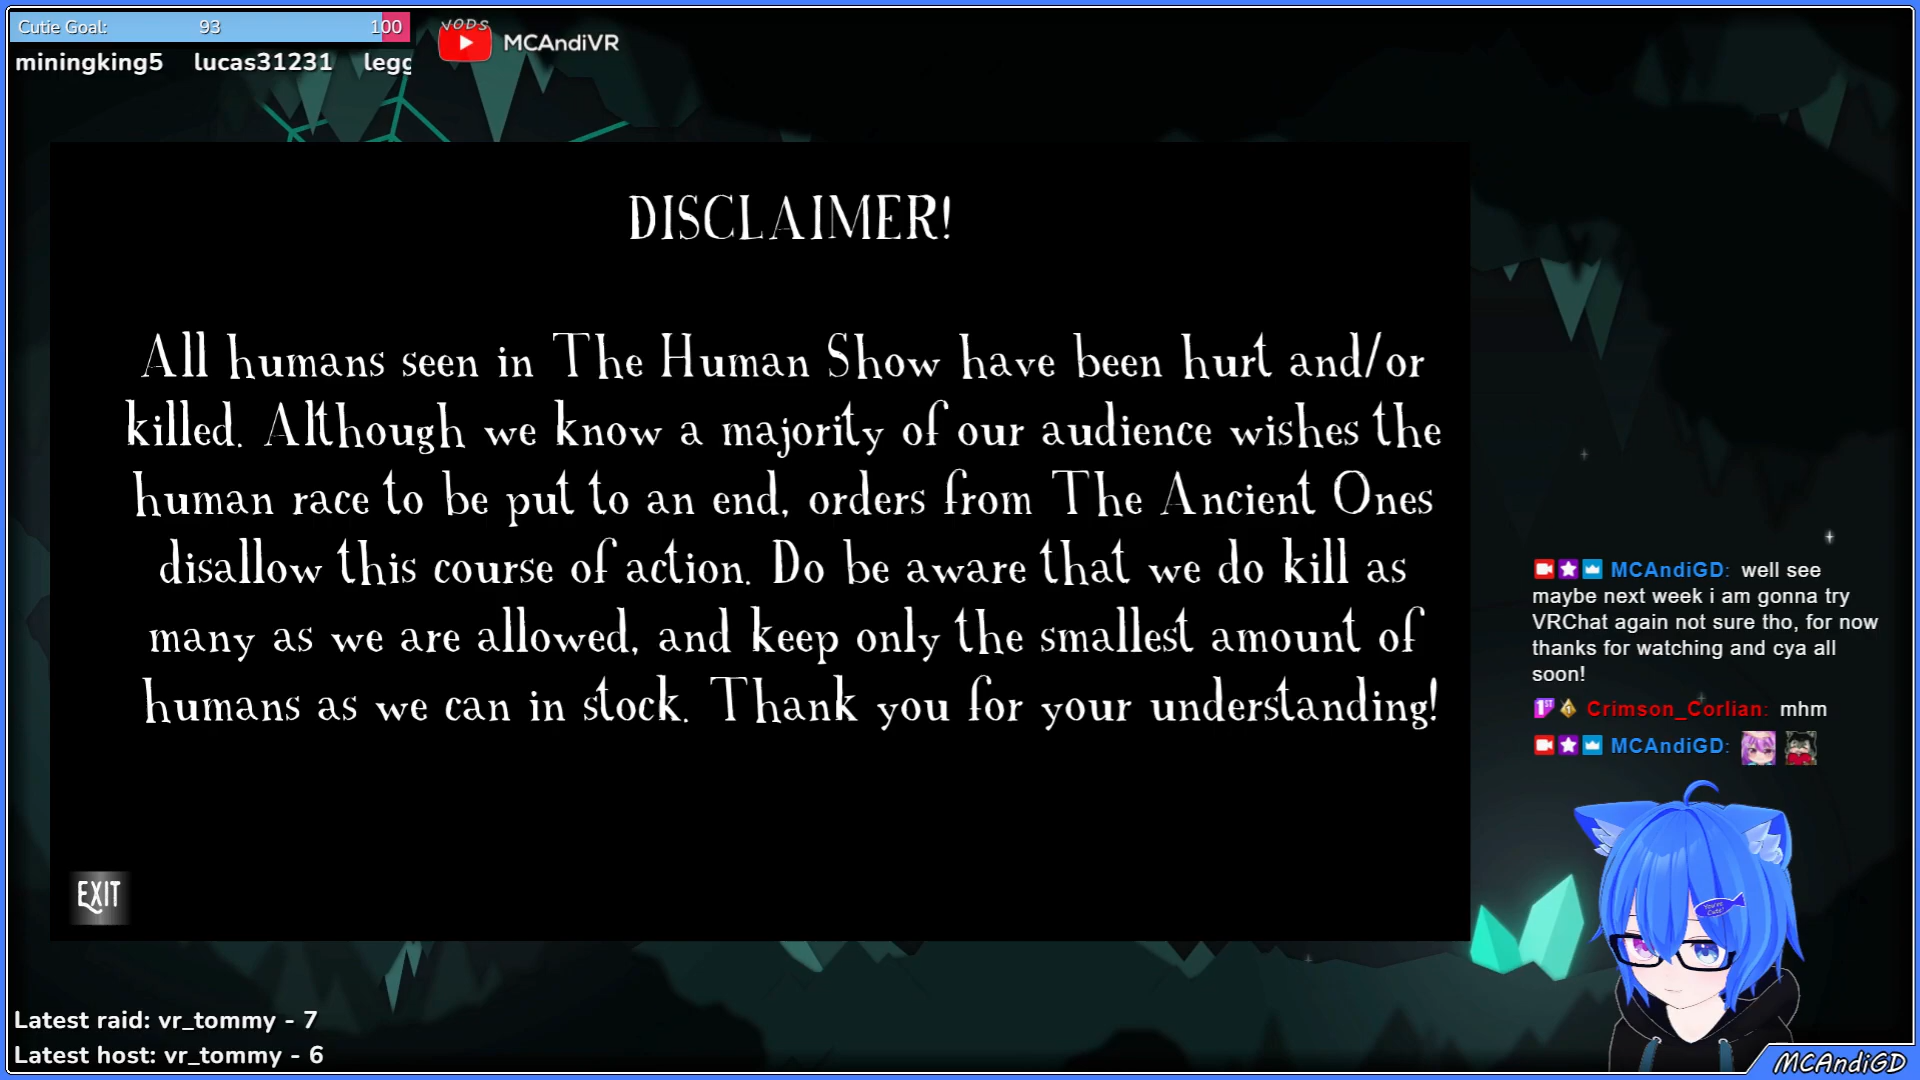 Cutie Goal: 93 100
miningking5 lucas31231 legg
VODS
MCAndiVR
DISCLAIMER!
All humans seen in The Human Show have been hurt and/or
killed. Although we know a majority of our audience wishes the
human race to be put to an end, orders from The Ancient Ones
disallow this course of action. Do be aware that we do kill as
many as we are allowed, and keep only the smallest amount of
humans as we can in stock. Thank you for your understanding!
EXIT
MCAndiGD: well see
maybe next week i am gonna try
VRChat again not sure tho, for now
thanks for watching and cya all
soon!
1ST Crimson_Corlian: mhm
MCAndiGD:
You're
Cute!
Latest raid: vr_tommy - 7
Latest host: vr_tommy - 6
MCAndiGD